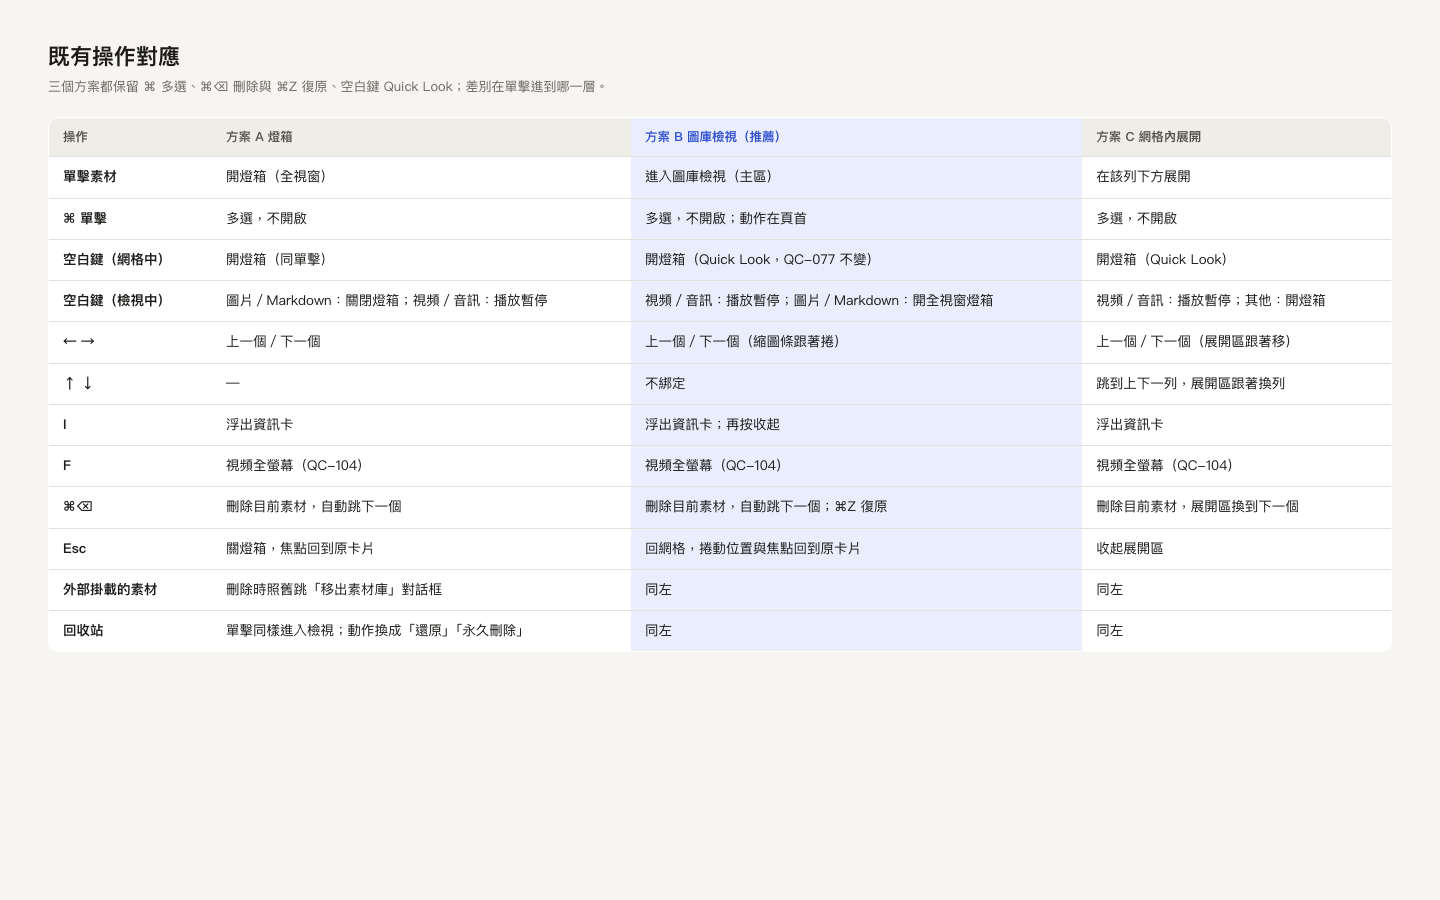 既有操作對應
三個方案都保留 ⌘ 多選、⌘⌫ 刪除與 ⌘Z 復原、空白鍵 Quick Look；差別在單擊進到哪一層。
操作 方案 A 燈箱 方案 B 圖庫檢視（推薦） 方案 C 網格內展開
單擊素材 開燈箱（全視窗） 進入圖庫檢視（主區） 在該列下方展開
⌘ 單擊 多選，不開啟 多選，不開啟；動作在頁首 多選，不開啟
空白鍵（網格中） 開燈箱（同單擊） 開燈箱（Quick Look，QC-077 不變） 開燈箱（Quick Look）
空白鍵（檢視中） 圖片 / Markdown：關閉燈箱；視頻 / 音訊：播放暫停 視頻 / 音訊：播放暫停；圖片 / Markdown：開全視窗燈箱 視頻 / 音訊：播放暫停；其他：開燈箱
← → 上一個 / 下一個 上一個 / 下一個（縮圖條跟著捲） 上一個 / 下一個（展開區跟著移）
↑ ↓ — 不綁定 跳到上下一列，展開區跟著換列
I 浮出資訊卡 浮出資訊卡；再按收起 浮出資訊卡
F 視頻全螢幕（QC-104） 視頻全螢幕（QC-104） 視頻全螢幕（QC-104）
⌘⌫ 刪除目前素材，自動跳下一個 刪除目前素材，自動跳下一個；⌘Z 復原 刪除目前素材，展開區換到下一個
Esc 關燈箱，焦點回到原卡片 回網格，捲動位置與焦點回到原卡片 收起展開區
外部掛載的素材 刪除時照舊跳「移出素材庫」對話框 同左 同左
回收站 單擊同樣進入檢視；動作換成「還原」「永久刪除」 同左 同左